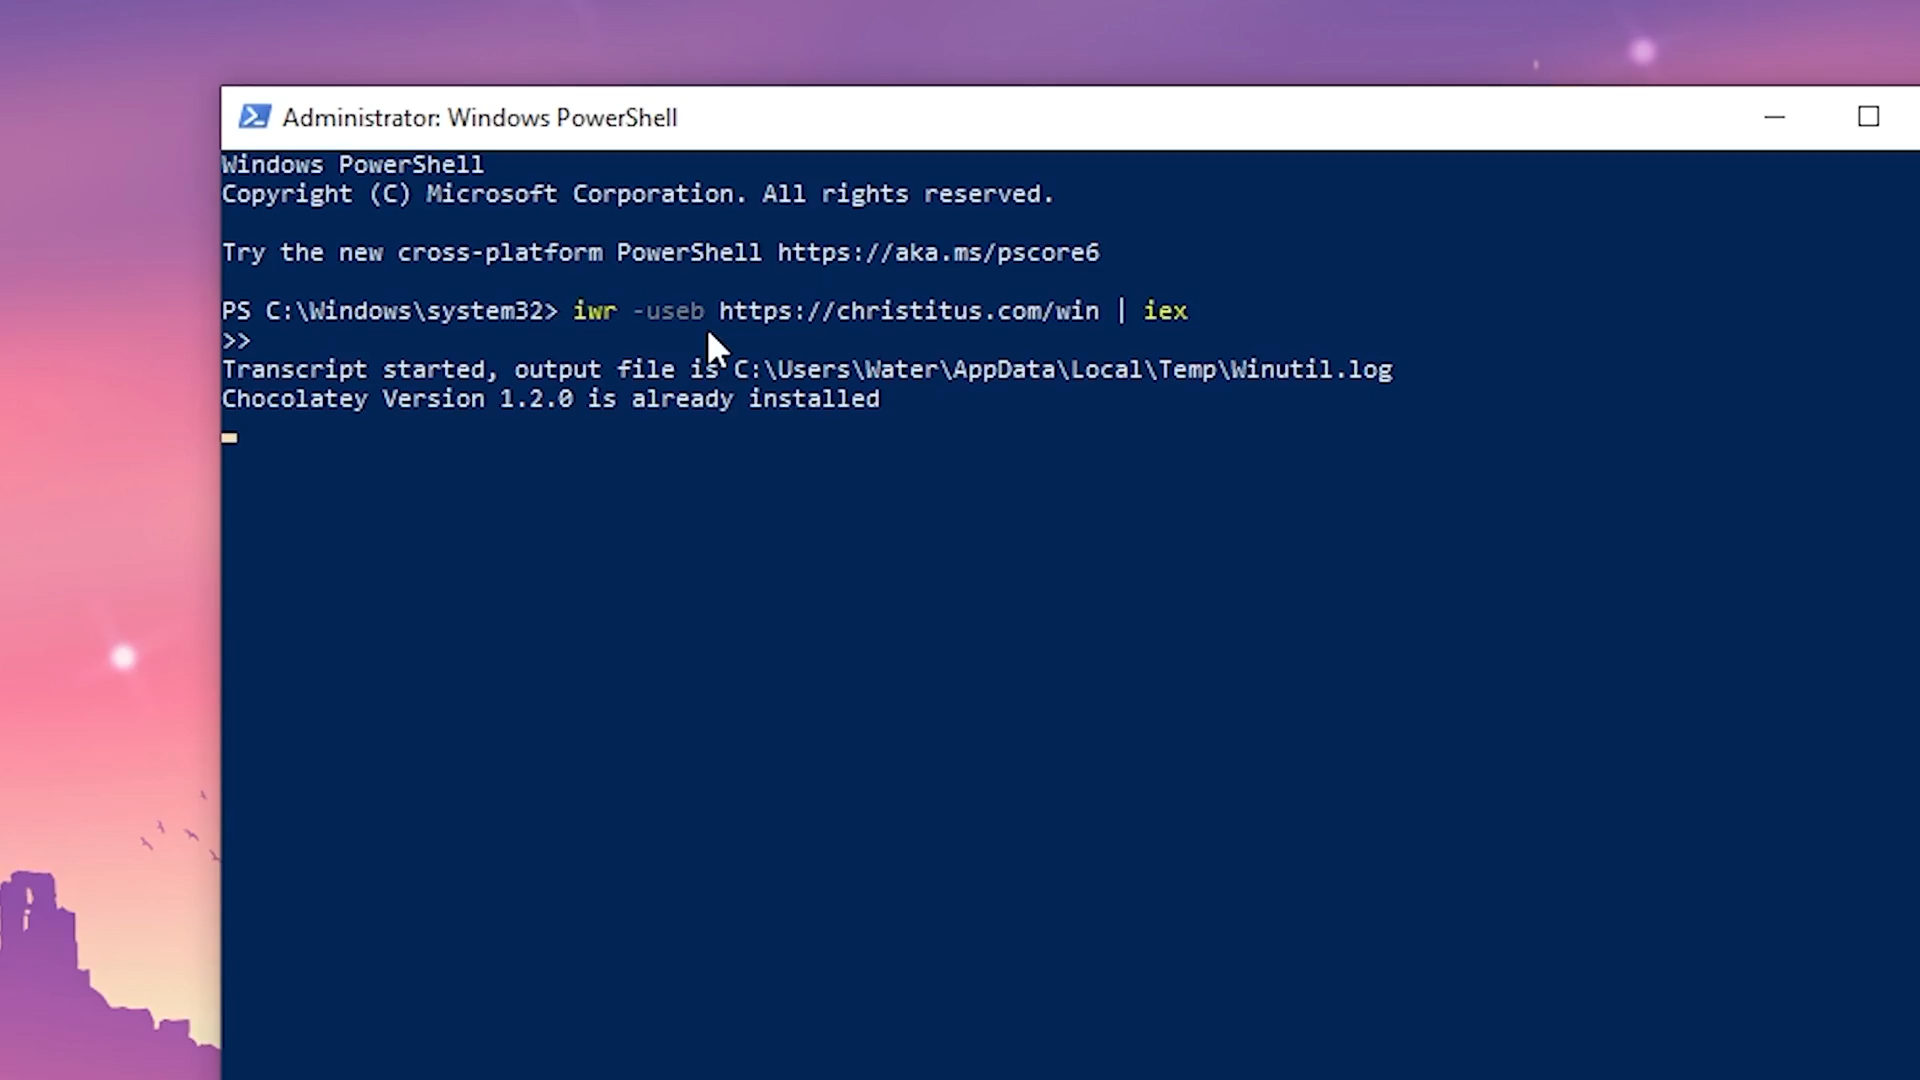 Administrator: Windows PowerShell
Windows PowerShell
Copyright (C) Microsoft Corporation. All rights reserved.
Try the new cross-platform PowerShell https://aka.ms/pscore6
PS C:\Windows\system32> iwr -useb https://christitus.com/win | iex
>>
Transcript started, output file is C:\Users\Water\AppData\Local\Temp\Winutil.log
Chocolatey Version 1.2.0 is already installed